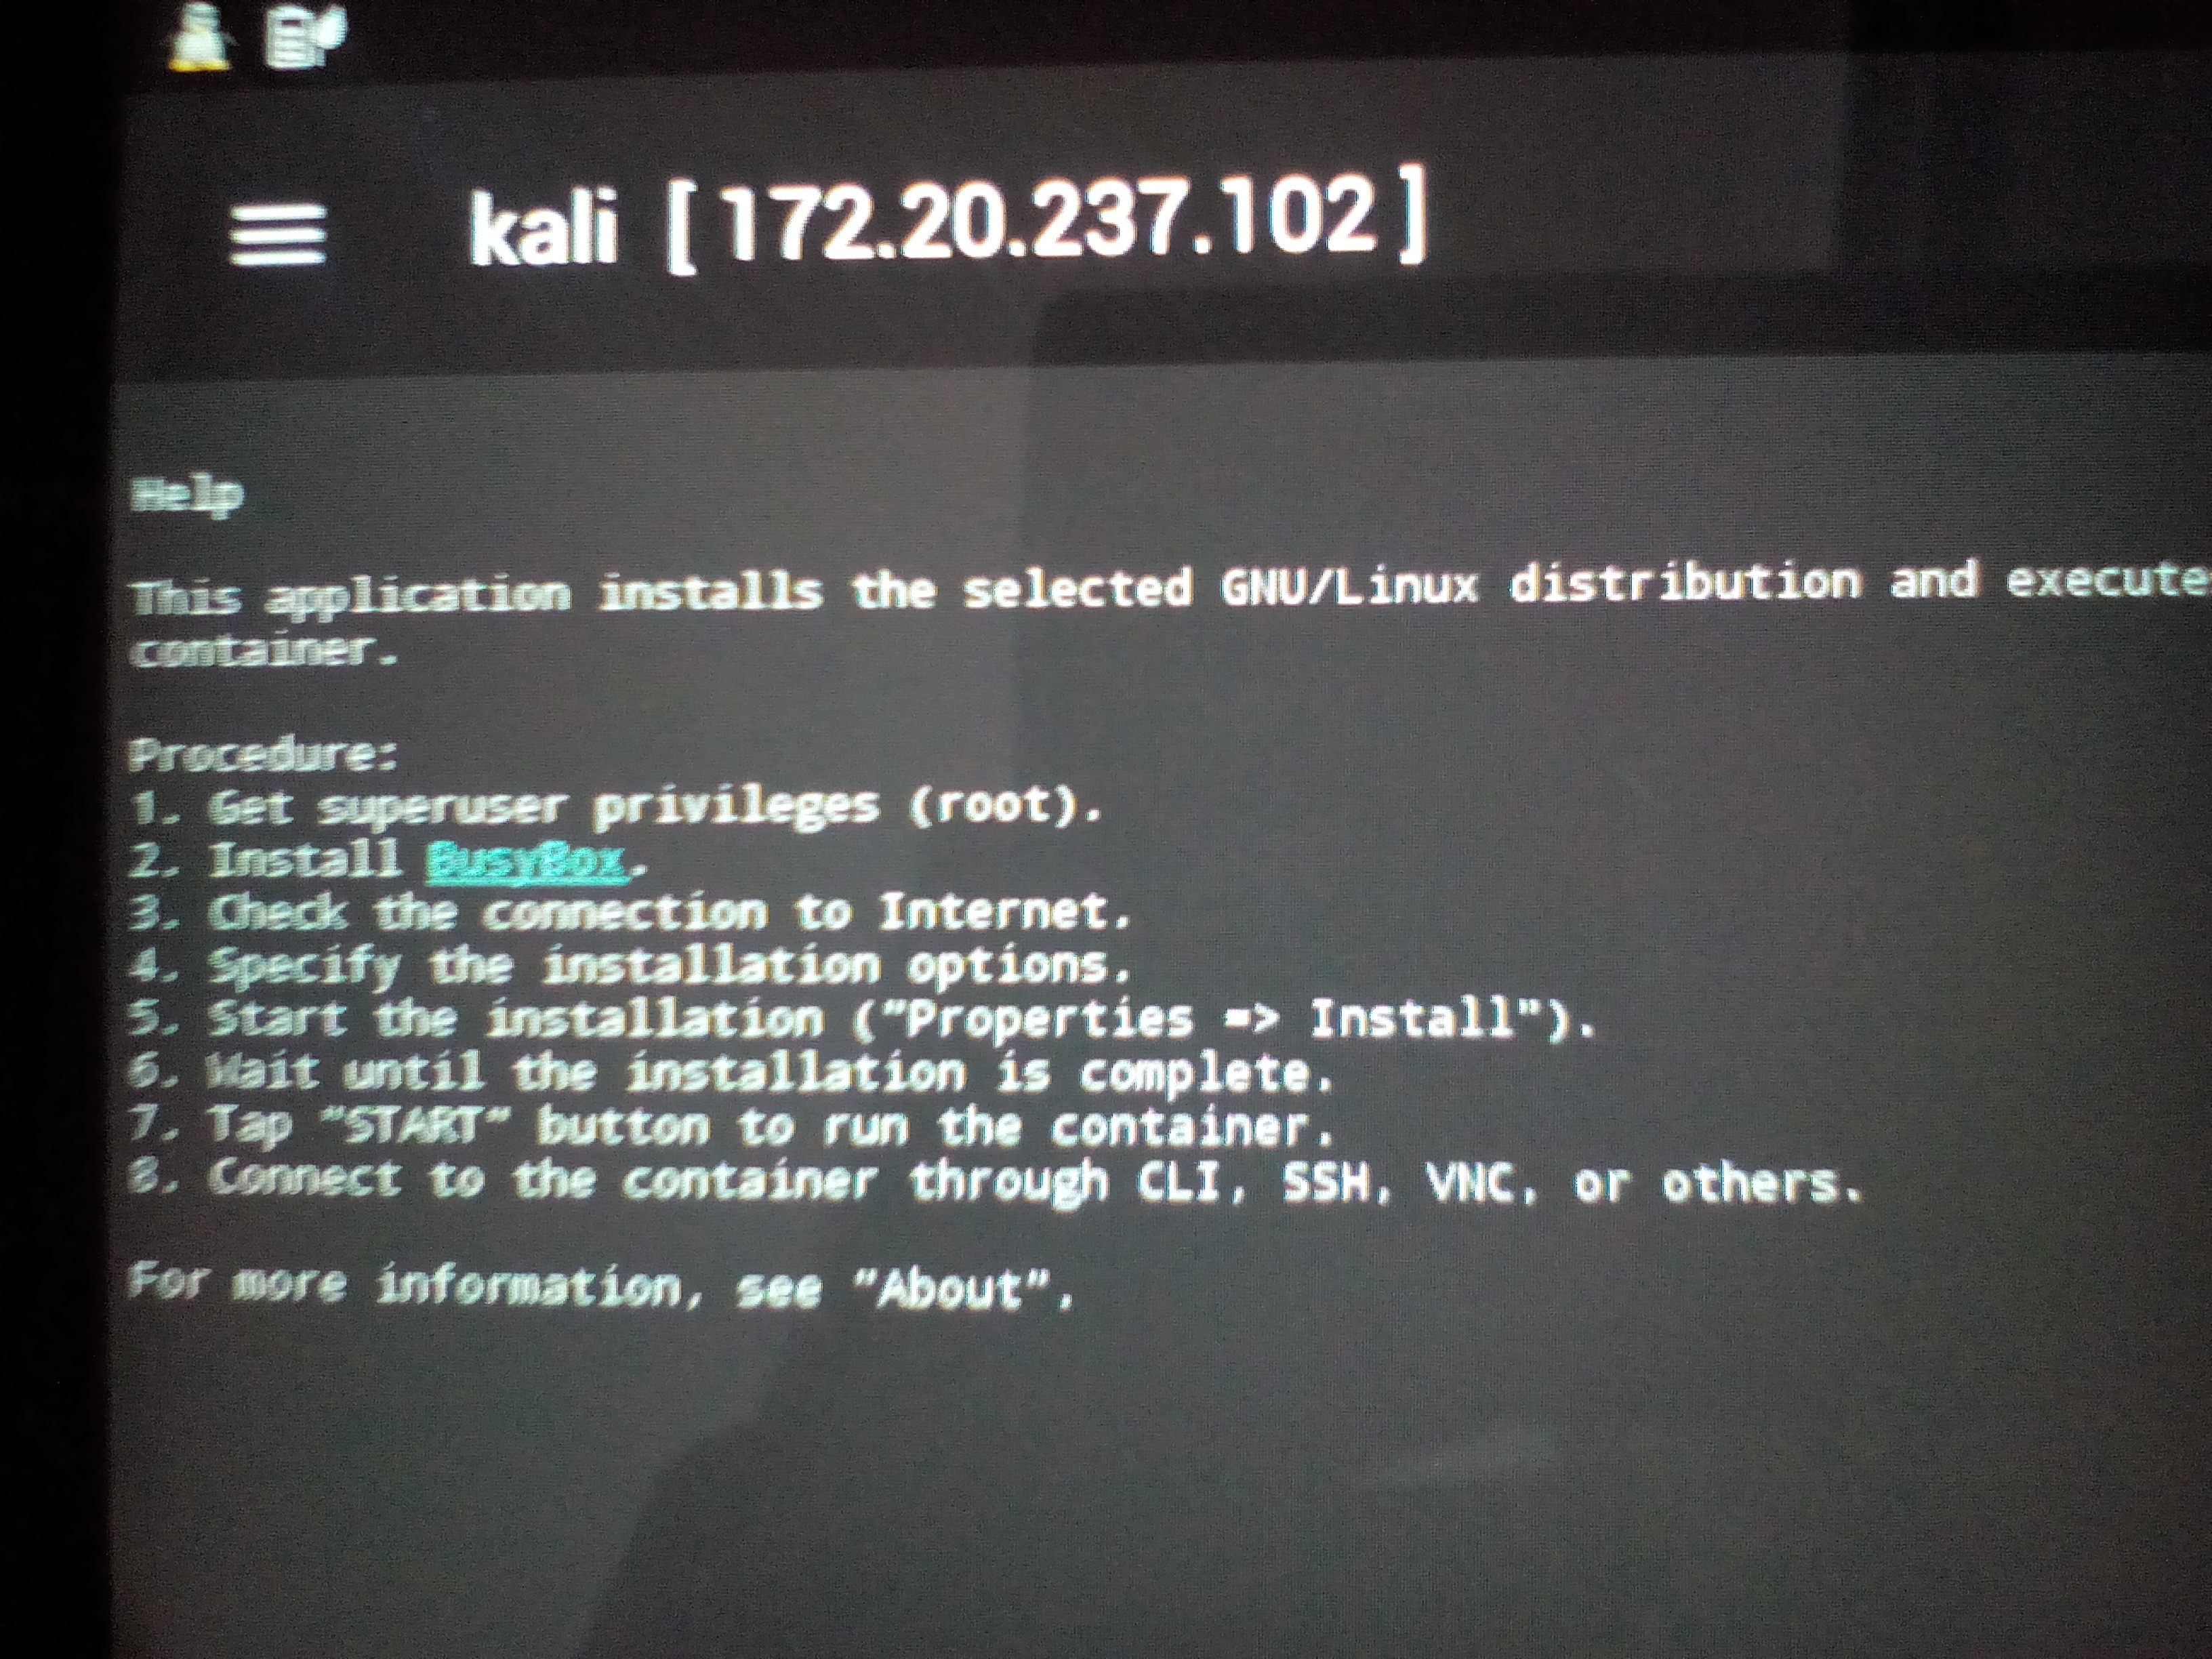 kali [ 172.20.237.102 ]
Help
This application installs the selected GNU/Linux distribution and execute
container.
Procedure:
1. Get superuser privileges (root).
2. Install BusyBox.
3. Check the connection to Internet.
4. Specify the installation options.
5. Start the installation ("Properties => Install").
6. Wait until the installation is complete.
7. Tap "START" button to run the container.
8. Connect to the container through CLI, SSH, VNC, or others.
For more information, see "About".